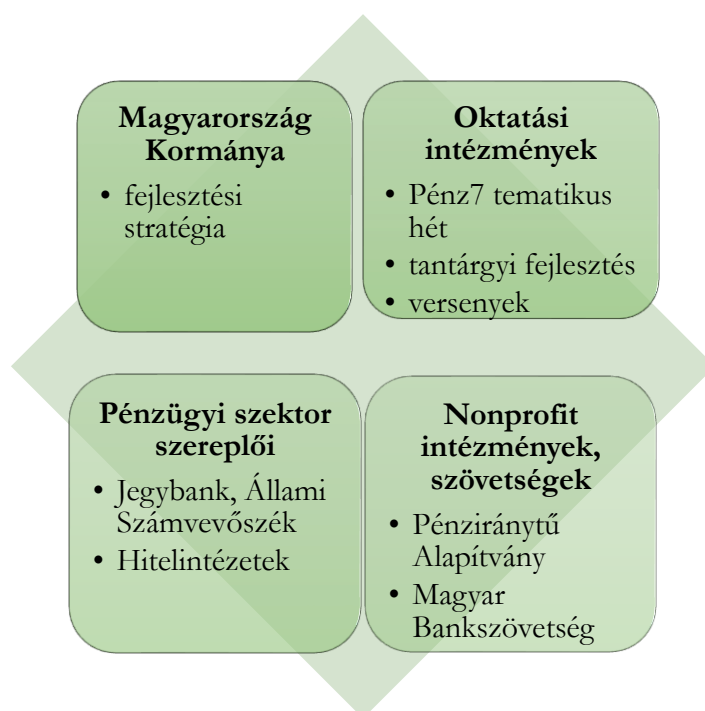 Magyarország
Kormánya
• fejlesztési
stratégia
Oktatási
intézmények
• Pénz7 tematikus
hét
• tantárgyi fejlesztés
• versenyek
Pénzügyi szektor
szereplői
• Jegybank, Állami
Számvevőszék
• Hitelintézetek
Nonprofit
intézmények,
szövetségek
• Pénziránytű
Alapítvány
• Magyar
Bankszövetség